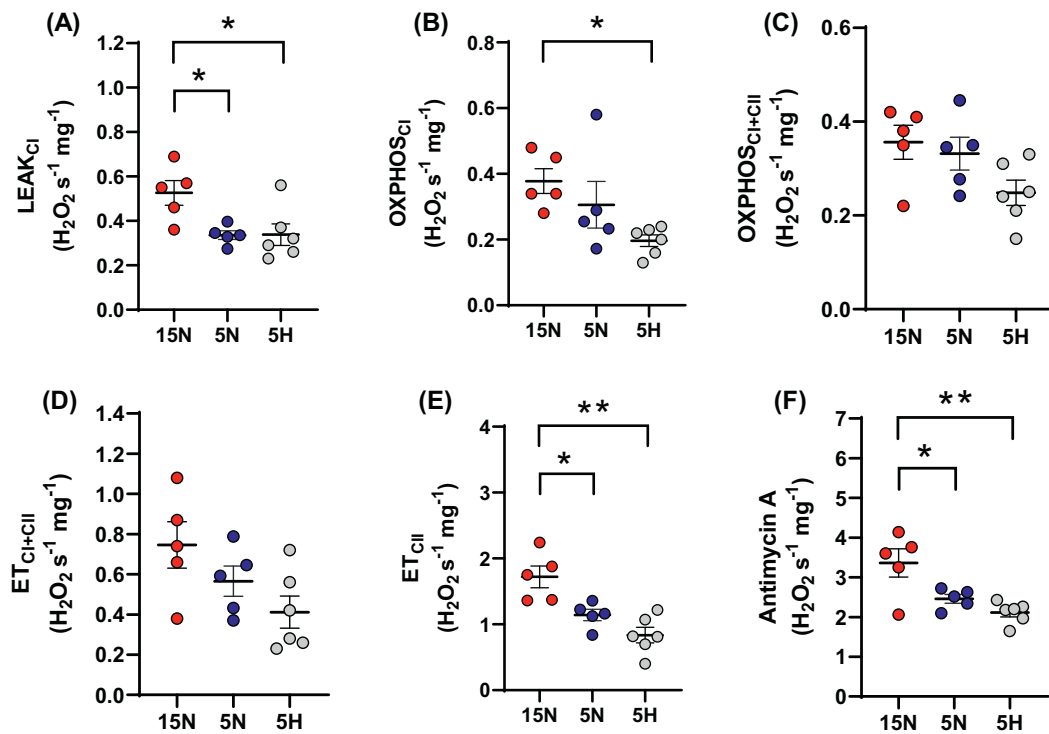 (A)
LEAK_CI
(H₂O₂ s⁻¹ mg⁻¹)
1.2
1.0
0.8
0.6
0.4
0.2
0.0
*
*
15N 5N 5H
(B)
OXPHOS_CI
(H₂O₂ s⁻¹ mg⁻¹)
0.8
0.6
0.4
0.2
0.0
*
15N 5N 5H
(C)
OXPHOS_CI+CII
(H₂O₂ s⁻¹ mg⁻¹)
0.6
0.4
0.2
0.0
15N 5N 5H
(D)
ET_CI+CII
(H₂O₂ s⁻¹ mg⁻¹)
1.4
1.2
1.0
0.8
0.6
0.4
0.2
0.0
15N 5N 5H
(E)
ET_CII
(H₂O₂ s⁻¹ mg⁻¹)
4
3
2
1
0
**
*
15N 5N 5H
(F)
Antimycin A
(H₂O₂ s⁻¹ mg⁻¹)
7
6
5
4
3
2
1
0
**
*
15N 5N 5H